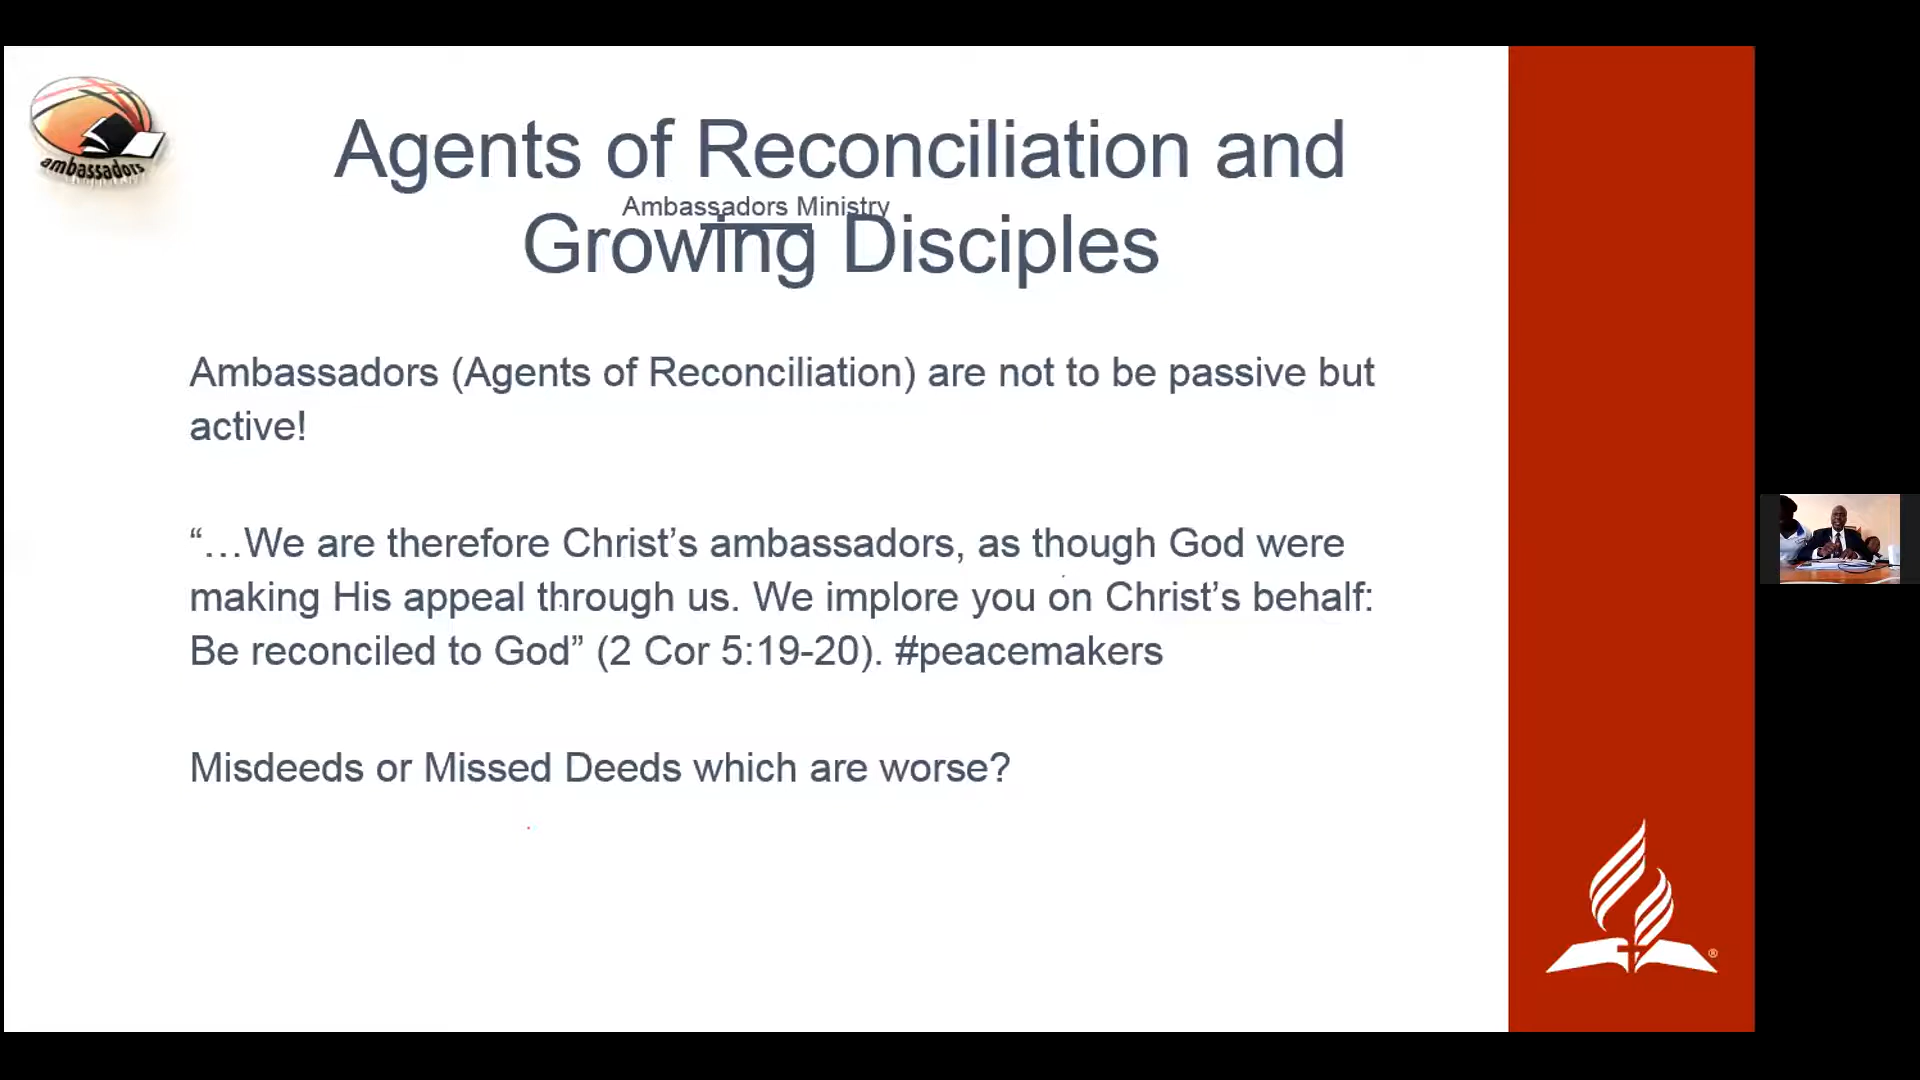 ambassadors
Agents of Reconciliation and
Ambassadors Ministry
Growing Disciples
Ambassadors (Agents of Reconciliation) are not to be passive but
active!
“…We are therefore Christ’s ambassadors, as though God were
making His appeal through us. We implore you on Christ’s behalf:
Be reconciled to God” (2 Cor 5:19-20). #peacemakers
Misdeeds or Missed Deeds which are worse?
®